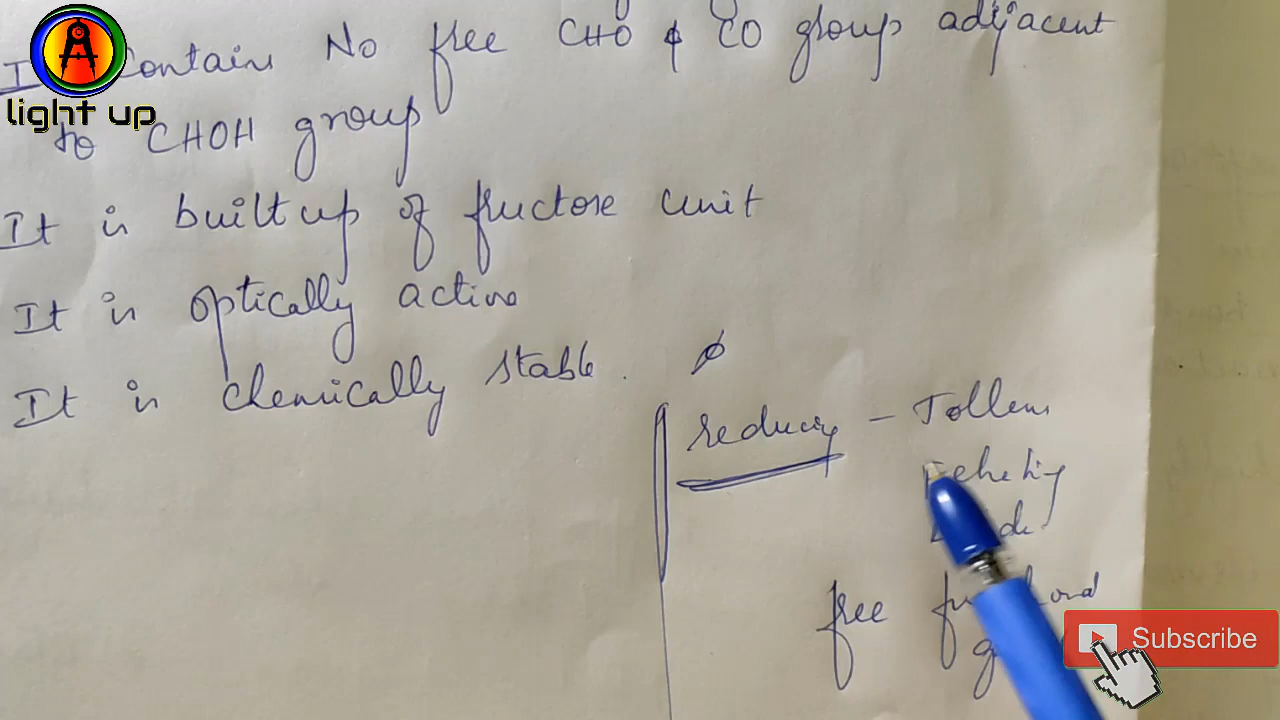 contains No free CHO & CO group adjacent
to CHOH group
It is built up of fructose unit
It is optically active
It is chemically stable.
reducing - Tollens
Fehling
free
light up
Subscribe